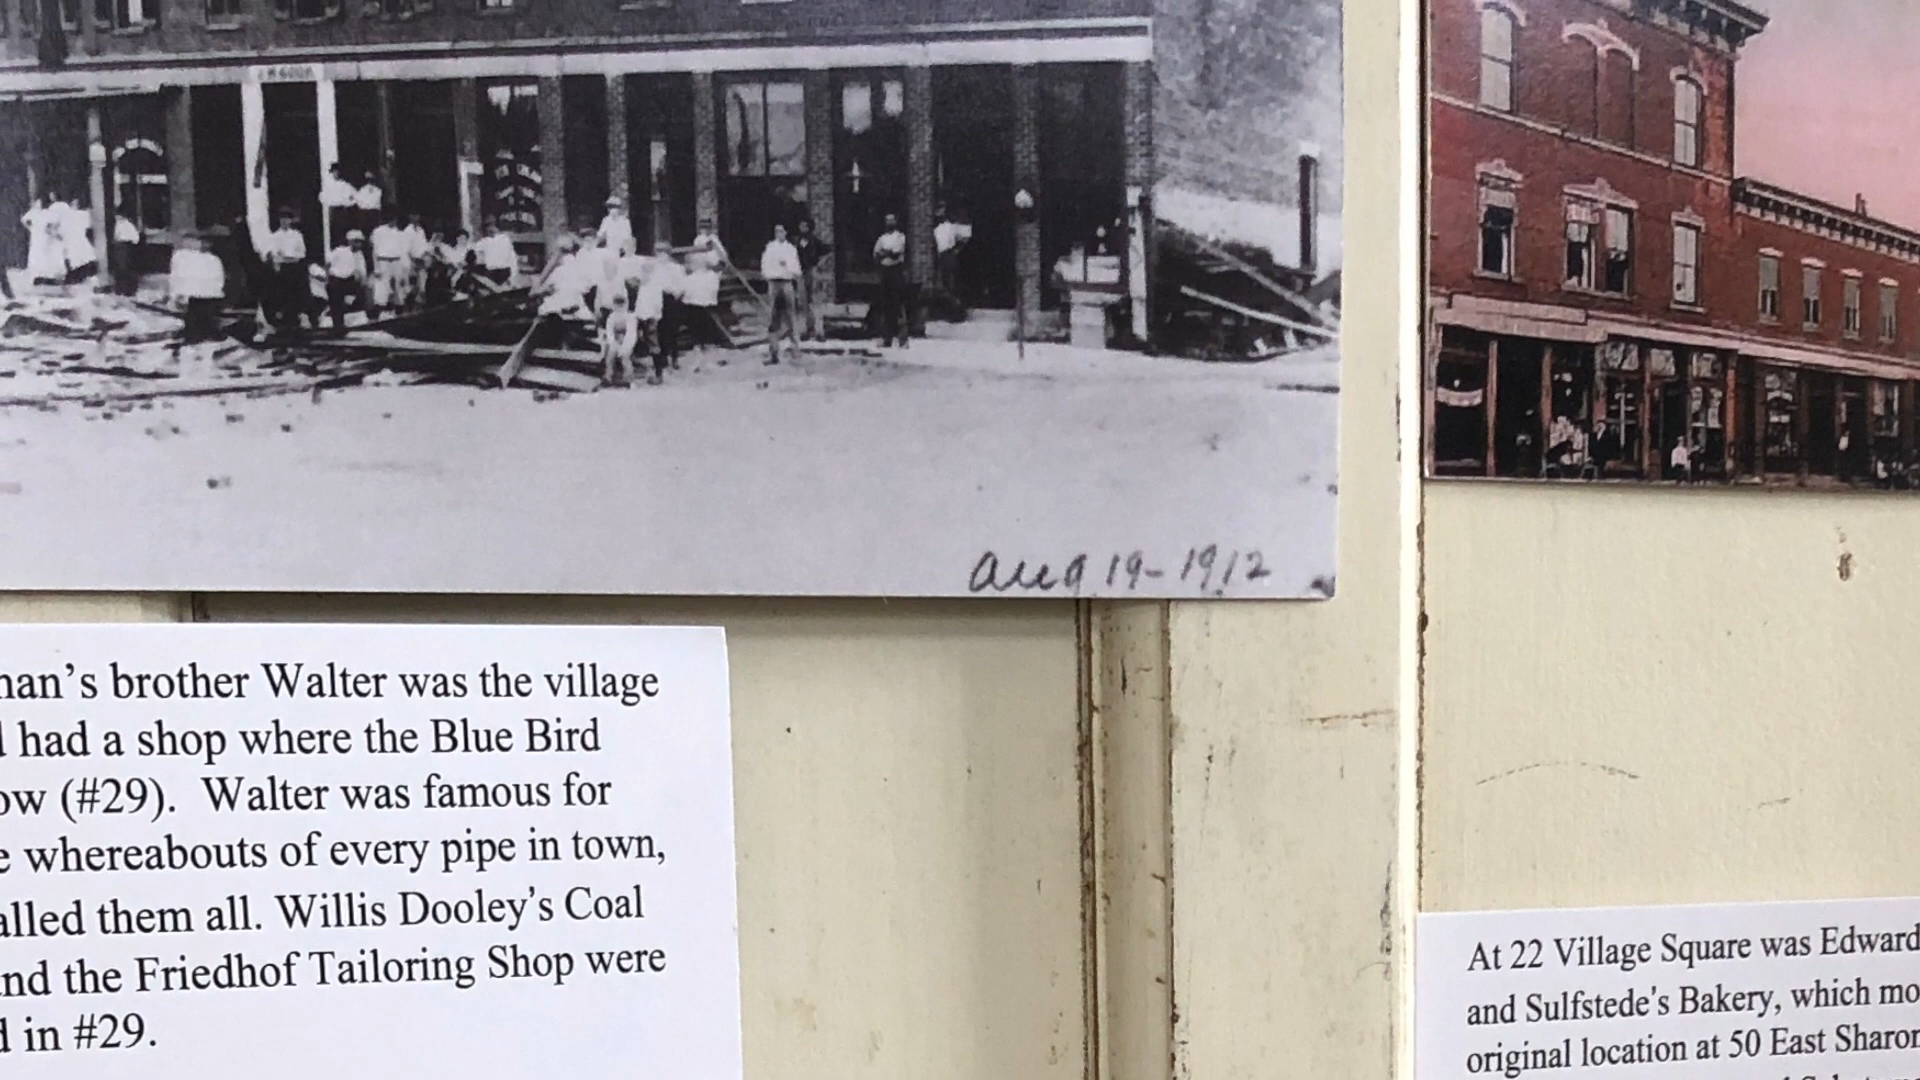 Aug 19-1912
nan's brother Walter was the village
d had a shop where the Blue Bird
ow (#29). Walter was famous for
e whereabouts of every pipe in town,
alled them all. Willis Dooley's Coal
and the Friedhof Tailoring Shop were
d in #29.
At 22 Village Square was Edward
and Sulfstede's Bakery, which mo
original location at 50 East Sharon